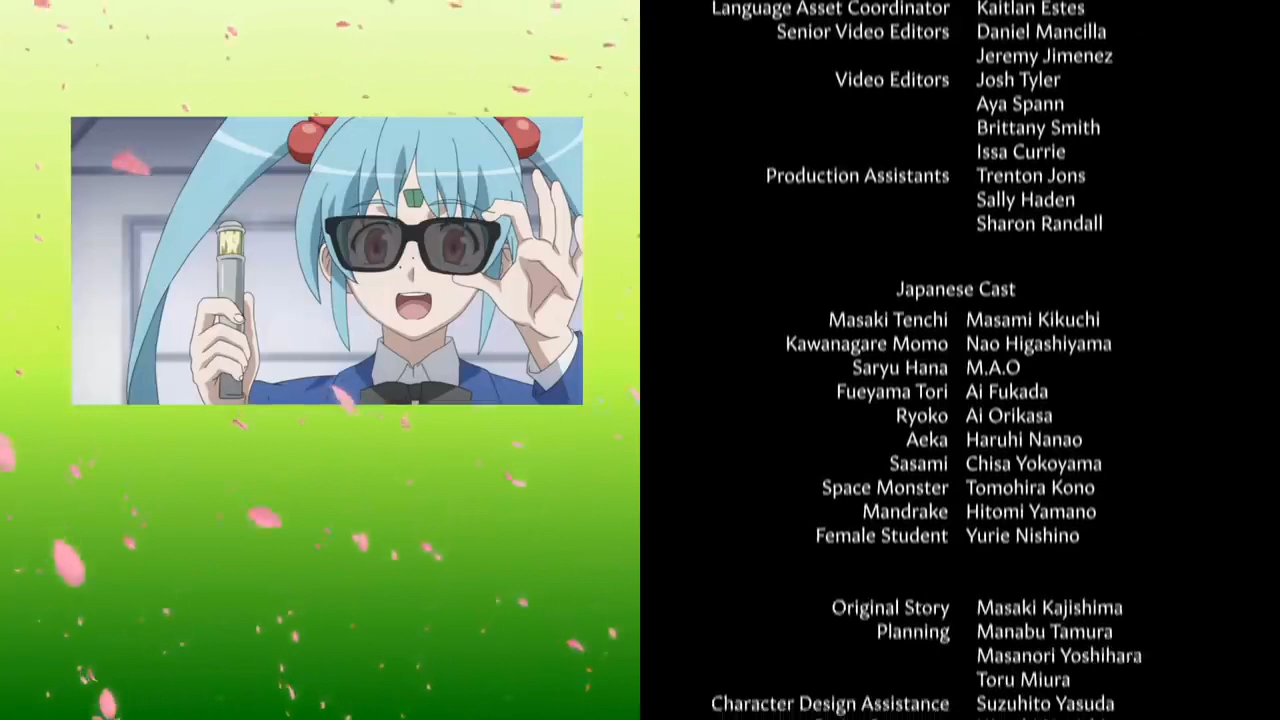 Language Asset Coordinator Kaitlan Estes
Senior Video Editors Daniel Mancilla
Jeremy Jimenez
Video Editors Josh Tyler
Aya Spann
Brittany Smith
Issa Currie
Production Assistants Trenton Jons
Sally Haden
Sharon Randall
Japanese Cast
Masaki Tenchi Masami Kikuchi
Kawanagare Momo Nao Higashiyama
Saryu Hana M.A.O
Fueyama Tori Ai Fukada
Ryoko Ai Orikasa
Aeka Haruhi Nanao
Sasami Chisa Yokoyama
Space Monster Tomohira Kono
Mandrake Hitomi Yamano
Female Student Yurie Nishino
Original Story Masaki Kajishima
Planning Manabu Tamura
Masanori Yoshihara
Toru Miura
Character Design Assistance Suzuhito Yasuda